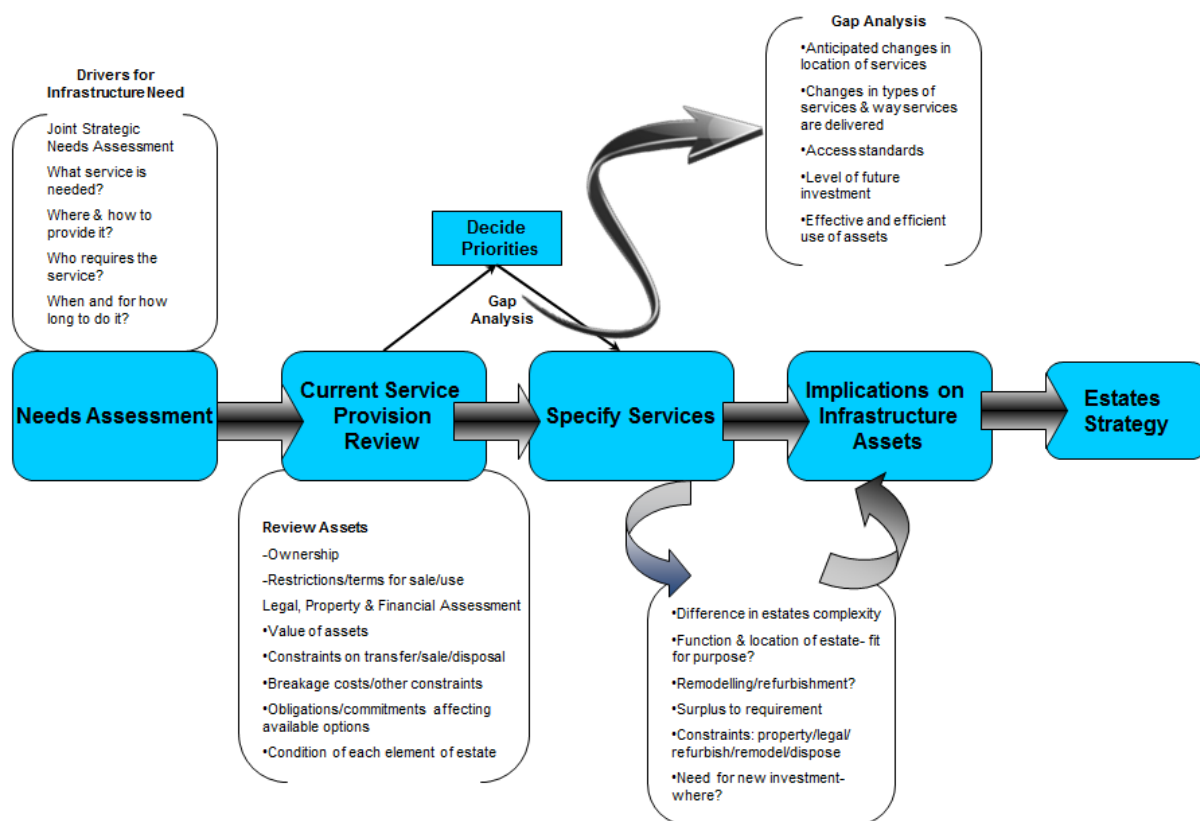 Drivers for
Infrastructure Need
Joint Strategic
Needs Assessment
What service is
needed?
Where & how to
provide it?
Who requires the
service?
When and for how
long to do it?
Gap Analysis
•Anticipated changes in
location of services
•Changes in types of
services & way services
are delivered
•Access standards
•Level of future
investment
•Effective and efficient
use of assets
Decide
Priorities
Gap
Analysis
Needs Assessment
Current Service
Provision
Review
Specify Services
Implications on
Infrastructure
Assets
Estates
Strategy
Review Assets
-Ownership
-Restrictions/terms for sale/use
Legal, Property & Financial Assessment
•Value of assets
•Constraints on transfer/sale/disposal
•Breakage costs/other constraints
•Obligations/commitments affecting
available options
•Condition of each element of estate
•Difference in estates complexity
•Function & location of estate- fit
for purpose?
•Remodelling/refurbishment?
•Surplus to requirement
•Constraints: property/legal/
refurbish/remodel/dispose
•Need for new investment-
where?